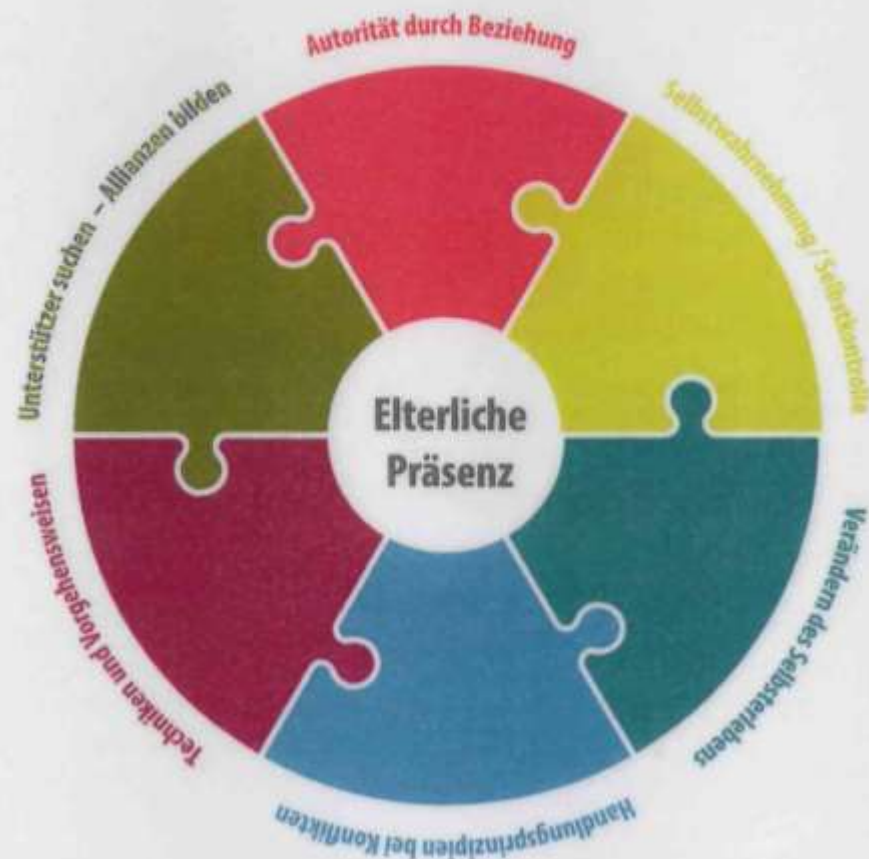 Autorität durch Beziehung
Selbstwahrnehmung / Selbstkontrolle
Verändern des Selbsterlebens
Handlungsprinzipien bei Konflikten
Techniken und Vorgehensweisen
Unterstützer suchen – Allianzen bilden
Elterliche
Präsenz